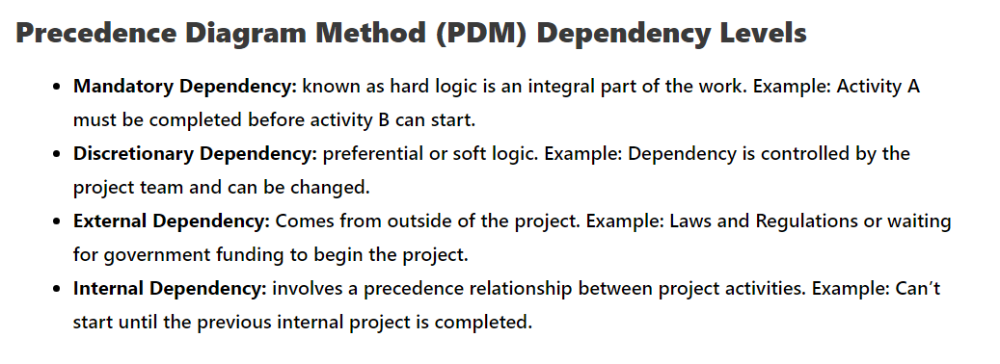 Precedence Diagram Method (PDM) Dependency Levels
• Mandatory Dependency: known as hard logic is an integral part of the work. Example: Activity A
must be completed before activity B can start.
• Discretionary Dependency: preferential or soft logic. Example: Dependency is controlled by the
project team and can be changed.
• External Dependency: Comes from outside of the project. Example: Laws and Regulations or waiting
for government funding to begin the project.
• Internal Dependency: involves a precedence relationship between project activities. Example: Can’t
start until the previous internal project is completed.